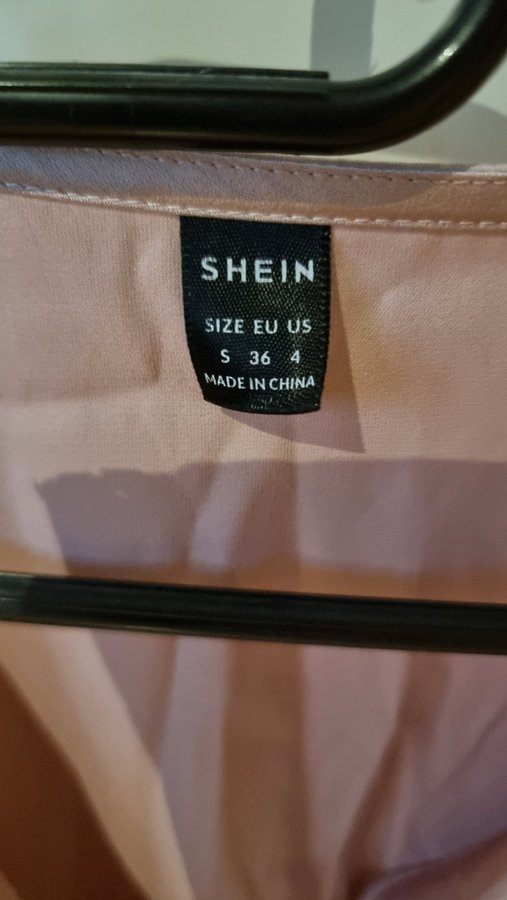 SHEIN
SIZE EU US
S 36 4
MADE IN CHINA